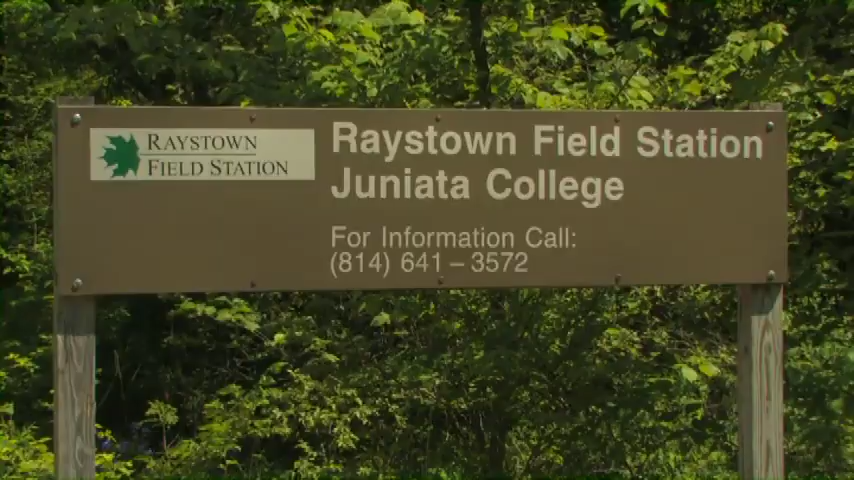 RAYSTOWN
FIELD STATION
Raystown Field Station
Juniata College
For Information Call:
(814) 641–3572